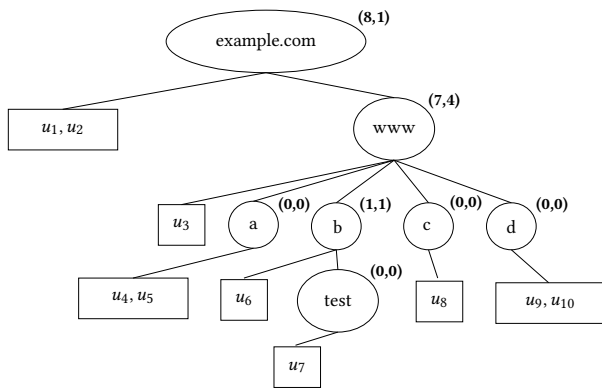 (8,1)
example.com
(7,4)
u1, u2
www
(0,0) (1,1) (0,0) (0,0)
u3 a b c d
(0,0)
u4, u5 u6 test u8 u9, u10
u7